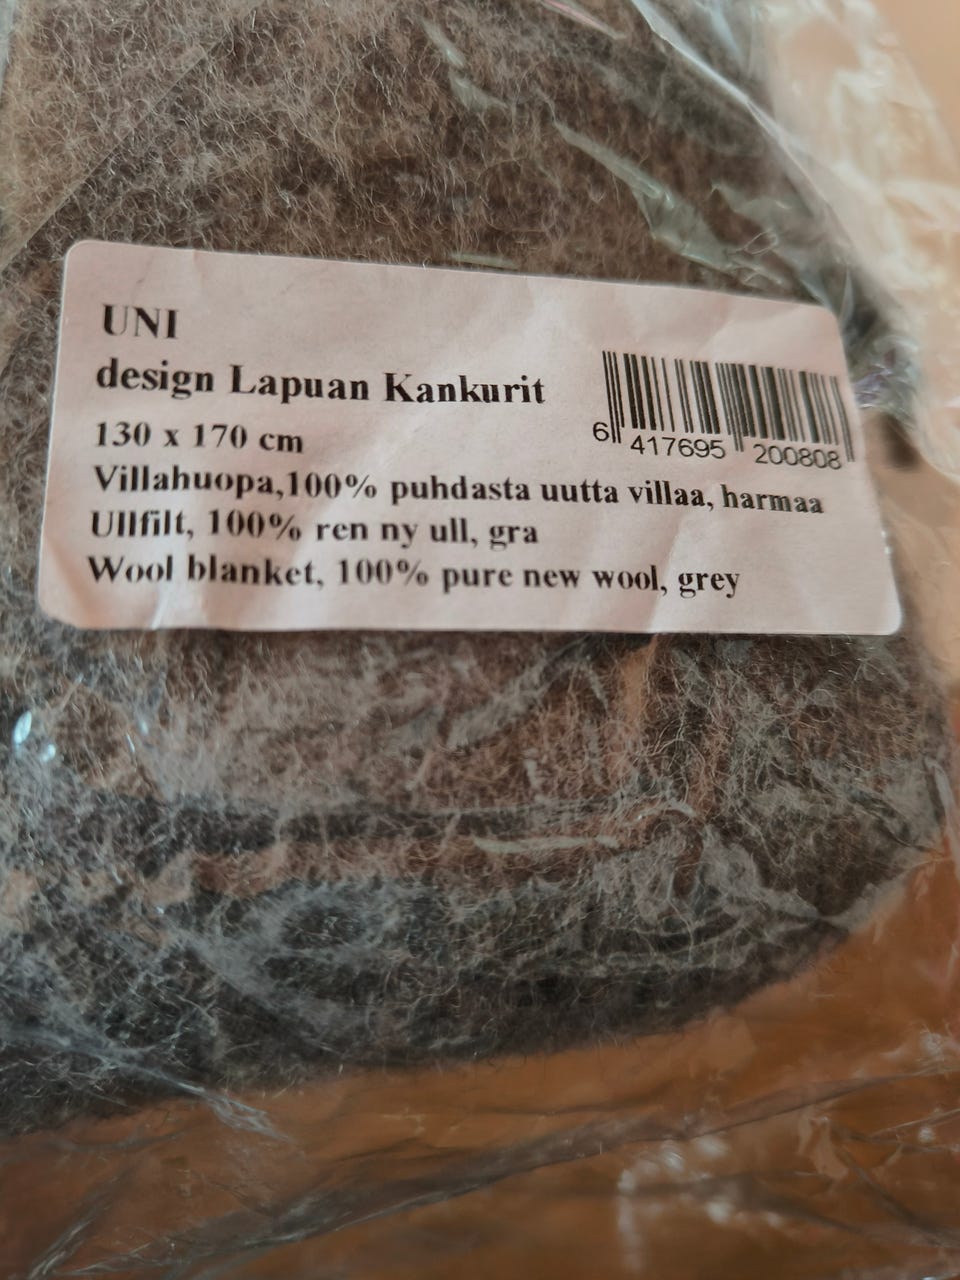 UNI
design Lapuan Kankurit
130 x 170 cm
Villahuopa,100% puhdasta uutta villaa, harmaa
Ullfilt, 100% ren ny ull, gra
Wool blanket, 100% pure new wool, grey
6 417695 200808